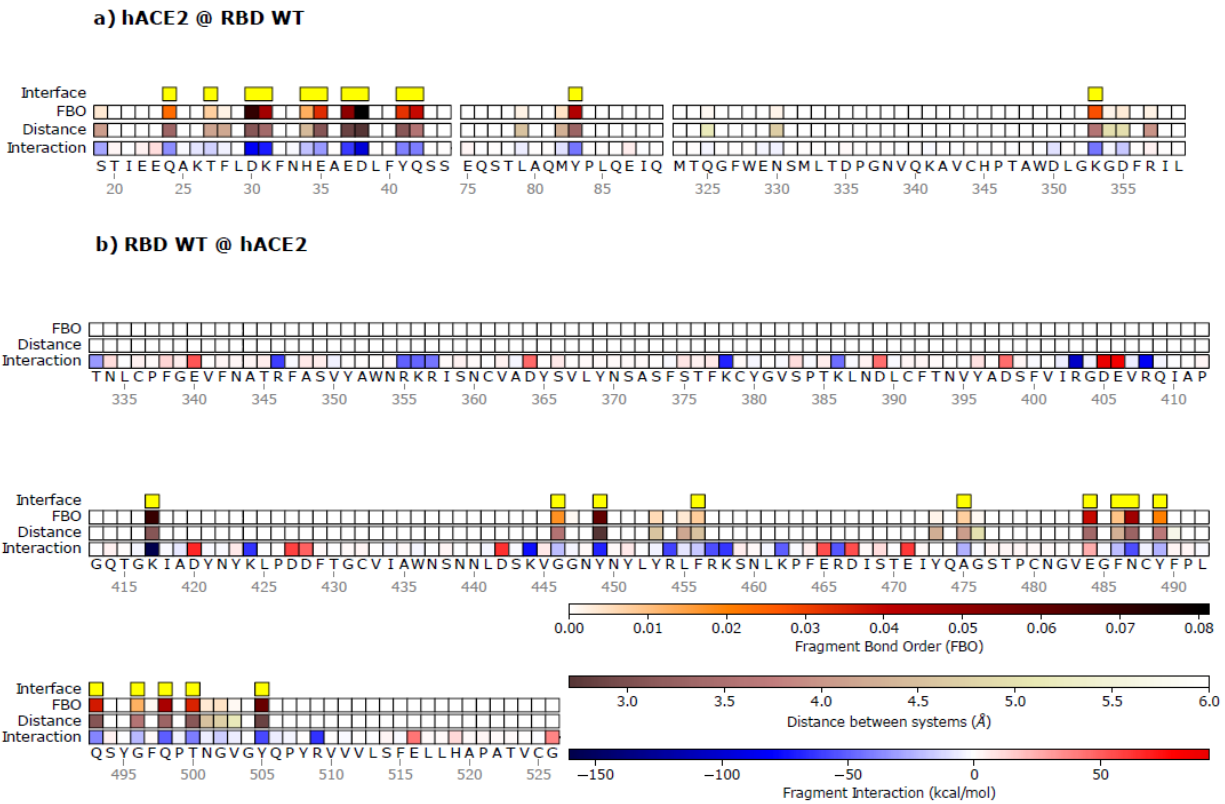 a) hACE2 @ RBD WT
Interface
FBO
Distance
Interaction
S T I E E Q A K T F L D K F N H E A E D L F Y Q S S E Q S T L A Q M Y P L Q E I Q M T Q G F W E N S M L T D P G N V Q K A V C H P T A W D L G K G D F R I L
20 25 30 35 40 75 80 85 325 330 335 340 345 350 355
b) RBD WT @ hACE2
FBO
Distance
Interaction
T N L C P F G E V F N A T R F A S V Y A W N R K R I S N C V A D Y S V L Y N S A S F S T F K C Y G V S P T K L N D L C F T N V Y A D S F V I R G D E V R Q I A P
335 340 345 350 355 360 365 370 375 380 385 390 395 400 405 410
Interface
FBO
Distance
Interaction
G Q T G K I A D Y N Y K L P D D F T G C V I A W N S N N L D S K V G G N Y N Y L Y R L F R K S N L K P F E R D I S T E I Y Q A G S T P C N G V E G F N C Y F P L
415 420 425 430 435 440 445 450 455 460 465 470 475 480 485 490
0.00 0.01 0.02 0.03 0.04 0.05 0.06 0.07 0.08
Fragment Bond Order (FBO)
Interface
FBO
Distance
Interaction
Q S Y G F Q P T N G V G Y Q P Y R V V V L S F E L L H A P A T V C G
495 500 505 510 515 520 525
3.0 3.5 4.0 4.5 5.0 5.5 6.0
Distance between systems (Å)
−150 −100 −50 0 50
Fragment Interaction (kcal/mol)